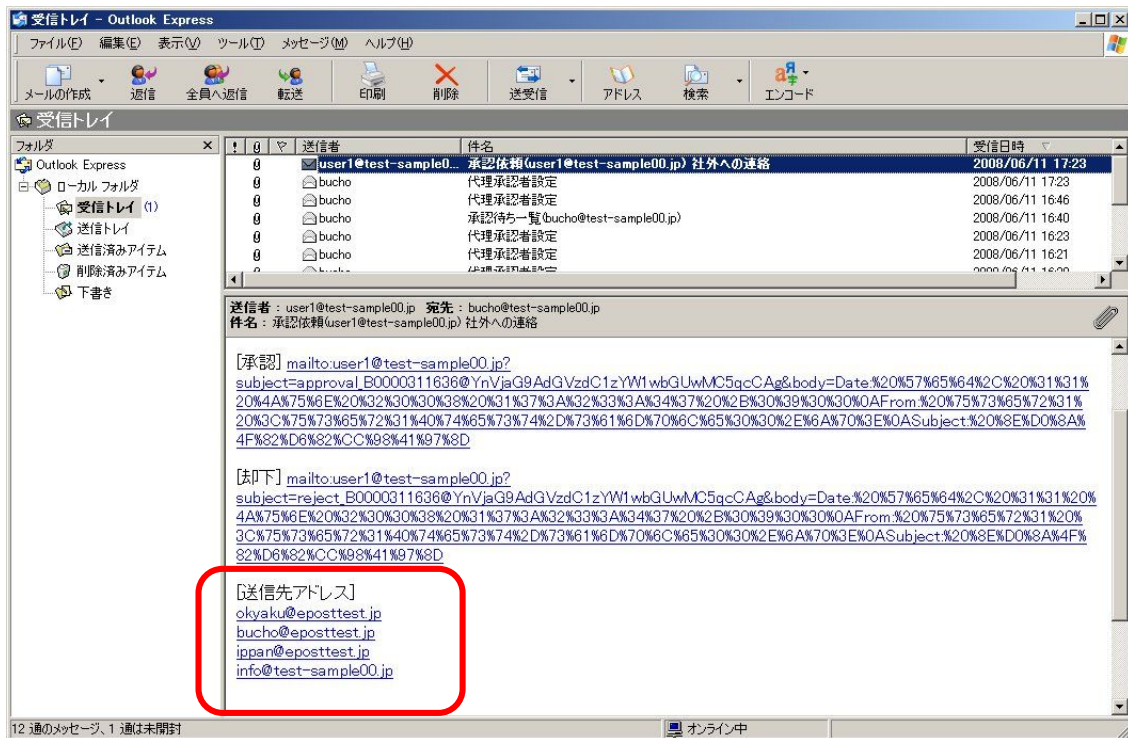 受信トレイ - Outlook Express
ファイル(F) 編集(E) 表示(V) ツール(T) メッセージ(M) ヘルプ(H)
メールの作成 返信 全員へ返信 転送 印刷 削除 送受信 アドレス 検索 エンコード
受信トレイ
フォルダ
Outlook Express
ローカル フォルダ
受信トレイ (1)
送信トレイ
送信済みアイテム
削除済みアイテム
下書き
送信者 件名 受信日時
user1@test-sample0... 承認依頼(user1@test-sample00.jp) 社外への連絡 2008/06/11 17:23
bucho 代理承認者設定 2008/06/11 17:23
bucho 代理承認者設定 2008/06/11 16:46
bucho 承認待ち一覧(bucho@test-sample00.jp) 2008/06/11 16:40
bucho 代理承認者設定 2008/06/11 16:23
bucho 代理承認者設定 2008/06/11 16:21
送信者: user1@test-sample00.jp 宛先: bucho@test-sample00.jp
件名: 承認依頼(user1@test-sample00.jp) 社外への連絡
[承認] mailto:user1@test-sample00.jp?
subject=approval_B0000311636@YnVjaG9AdGVzdC1zYW1wbGUwMC5qcCAg&body=Date:%20%57%65%64%2C%20%31%31%
20%4A%75%6E%20%32%30%30%38%20%31%37%3A%32%33%3A%34%37%20%2B%30%39%30%30%0AFrom:%20%75%73%65%72%31%
20%3C%75%73%65%72%31%40%74%65%73%74%2D%73%61%6D%70%6C%65%30%30%2E%6A%70%3E%0ASubject:%20%8E%D0%8A%
4F%82%D6%82%CC%98%41%97%8D
[却下] mailto:user1@test-sample00.jp?
subject=reject_B0000311636@YnVjaG9AdGVzdC1zYW1wbGUwMC5qcCAg&body=Date:%20%57%65%64%2C%20%31%31%20%
4A%75%6E%20%32%30%30%38%20%31%37%3A%32%33%3A%34%37%20%2B%30%39%30%30%0AFrom:%20%75%73%65%72%31%20%
3C%75%73%65%72%31%40%74%65%73%74%2D%73%61%6D%70%6C%65%30%30%2E%6A%70%3E%0ASubject:%20%8E%D0%8A%4F%
82%D6%82%CC%98%41%97%8D
[送信先アドレス]
okyaku@eposttest.jp
bucho@eposttest.jp
ippan@eposttest.jp
info@test-sample00.jp
12 通のメッセージ、1 通は未開封 オンライン中